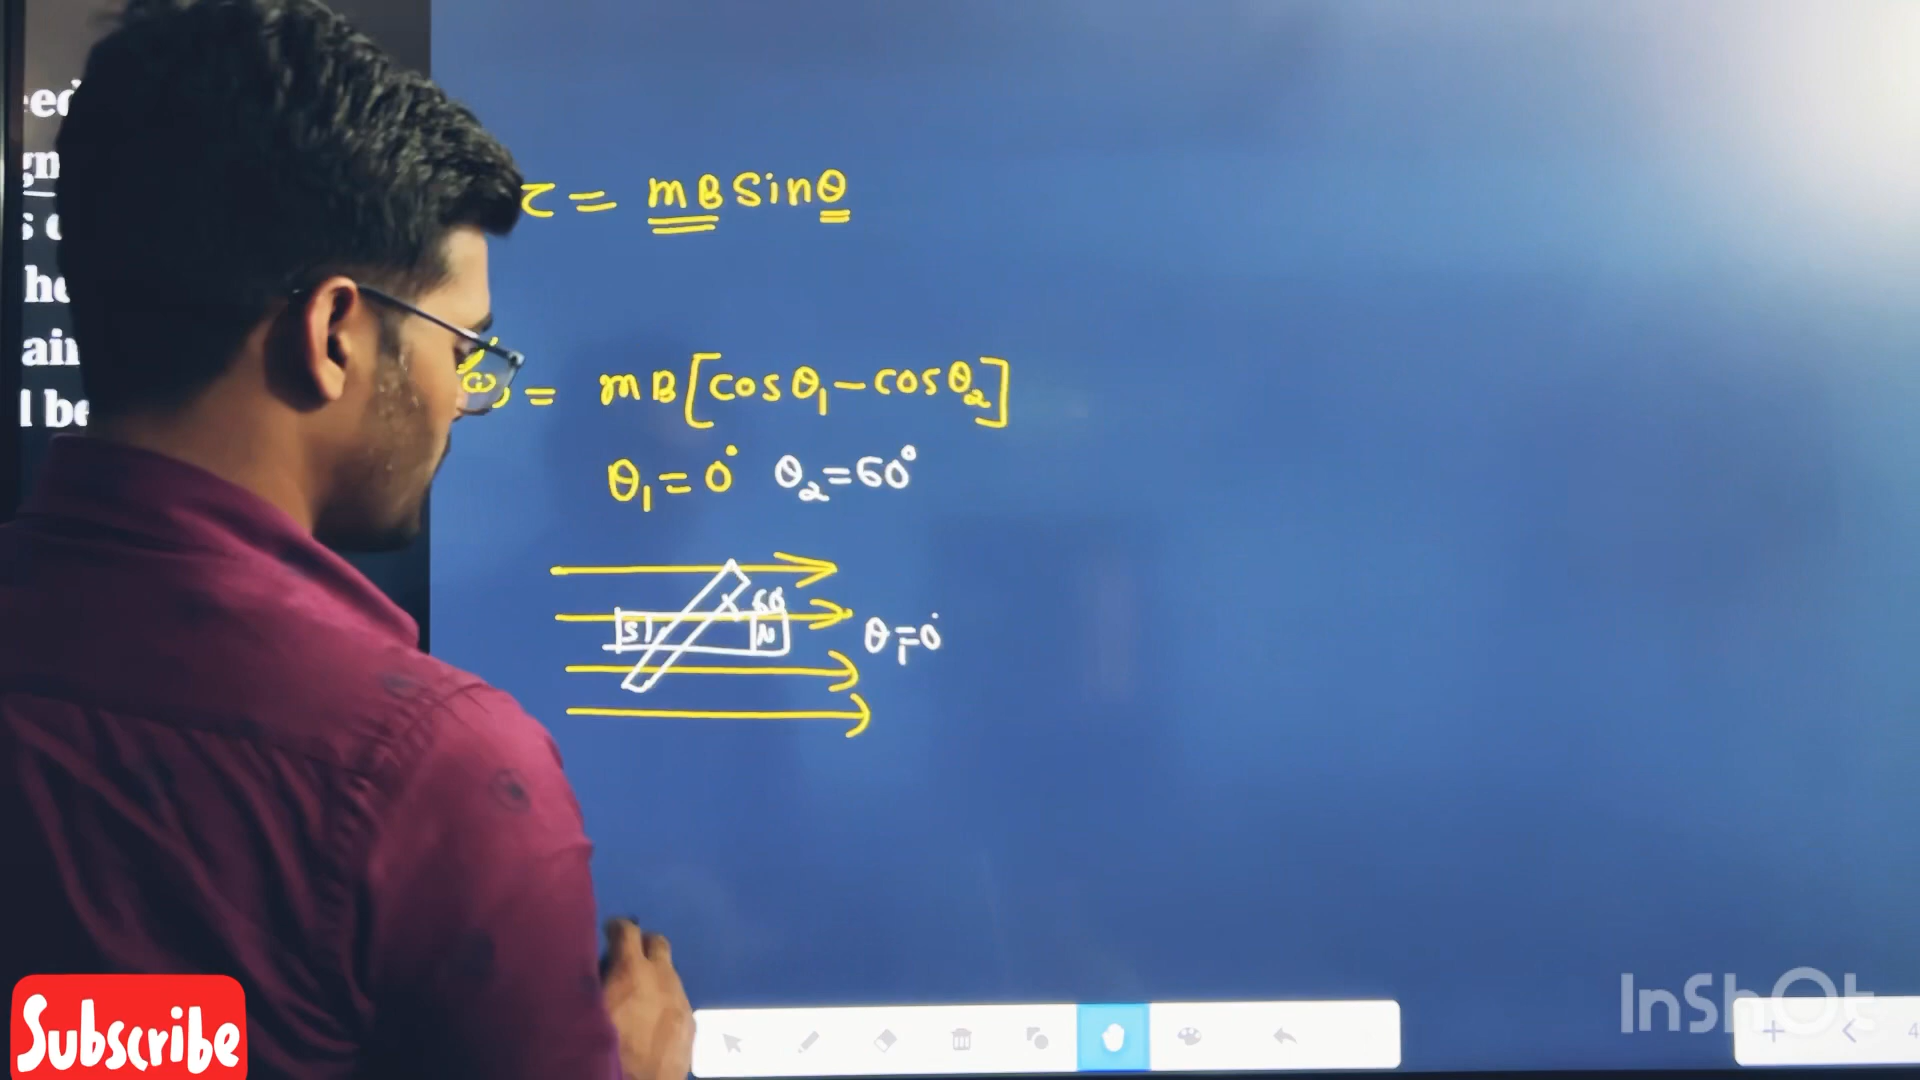 τ = mB Sinθ
ω = mB[cosθ₁ - cosθ₂]
θ₁ = 0° θ₂ = 60°
60°
S N
θ₁ = 0°
Subscribe
InShOt